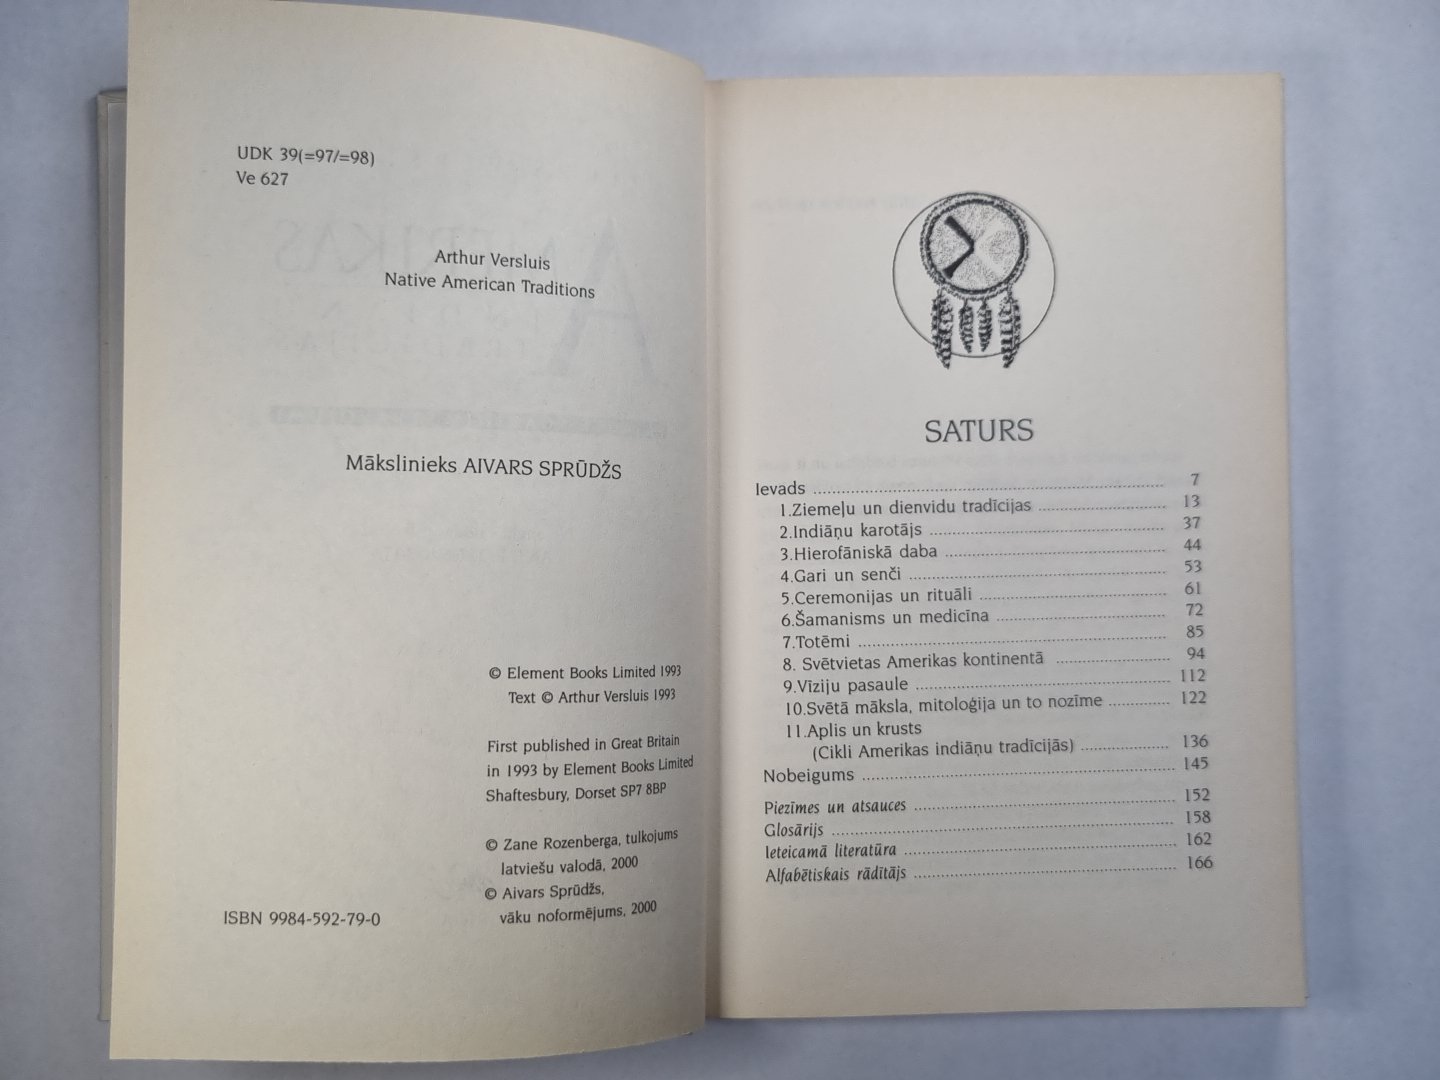 UDK 39(=97/=98)
Ve 627
Arthur Versluis
Native American Traditions
Mākslinieks AIVARS SPRŪDŽS
© Element Books Limited 1993
Text © Arthur Versluis 1993
First published in Great Britain
in 1993 by Element Books Limited
Shaftesbury, Dorset SP7 8BP
© Zane Rozenberga, tulkojums
latviešu valodā, 2000
© Aivars Sprūdžs,
vāku noformējums, 2000
ISBN 9984-592-79-0
SATURS
Ievads ........ 7
1.Ziemeļu un dienvidu tradīcijas ........ 13
2.Indiāņu karotājs ........ 37
3.Hierofāniskā daba ........ 44
4.Gari un senči ........ 53
5.Ceremonijas un rituāli ........ 61
6.Šamanisms un medicīna ........ 72
7.Totēmi ........ 85
8. Svētvietas Amerikas kontinentā ........ 94
9.Vīziju pasaule ........ 112
10.Svētā māksla, mitoloģija un to nozīme ........ 122
11.Aplis un krusts
(Cikli Amerikas indiāņu tradīcijās) ........ 136
Nobeigums ........ 145
Piezīmes un atsauces ........ 152
Glosārijs ........ 158
Ieteicamā literatūra ........ 162
Alfabētiskais rādītājs ........ 166